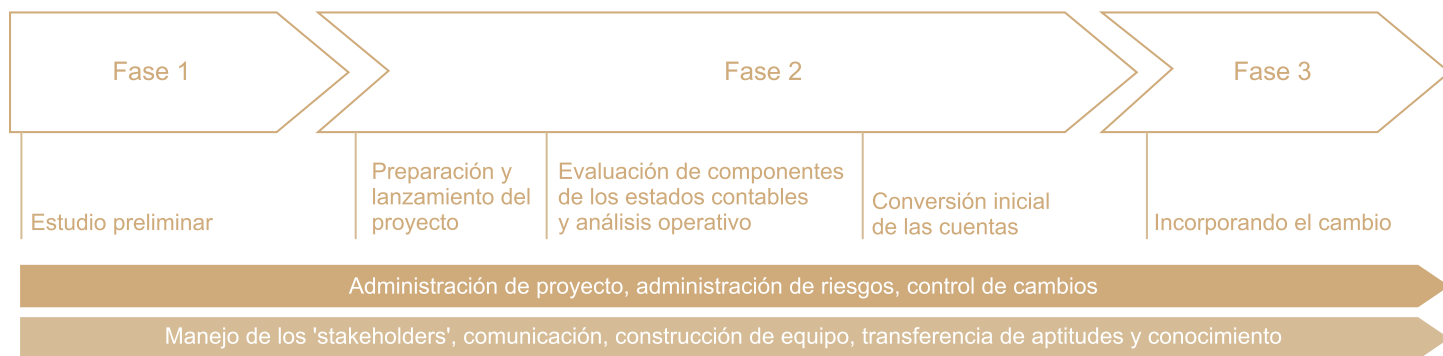 Fase 1
Fase 2
Fase 3
Estudio preliminar
Preparación y
lanzamiento del
proyecto
Evaluación de componentes
de los estados contables
y análisis operativo
Conversión inicial
de las cuentas
Incorporando el cambio
Administración de proyecto, administración de riesgos, control de cambios
Manejo de los 'stakeholders', comunicación, construcción de equipo, transferencia de aptitudes y conocimiento